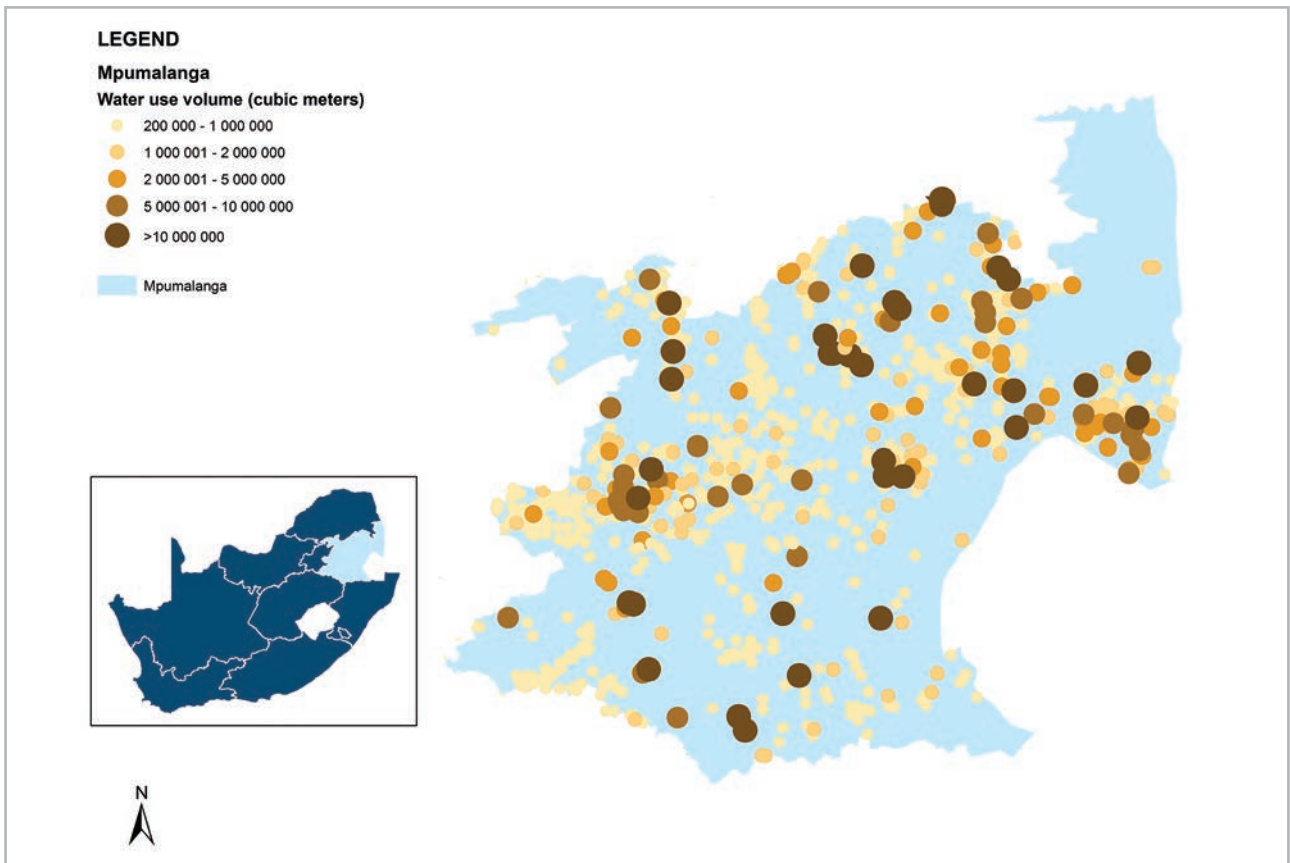 LEGEND
Mpumalanga
Water use volume (cubic meters)
200 000 - 1 000 000
1 000 001 - 2 000 000
2 000 001 - 5 000 000
5 000 001 - 10 000 000
>10 000 000
Mpumalanga
N